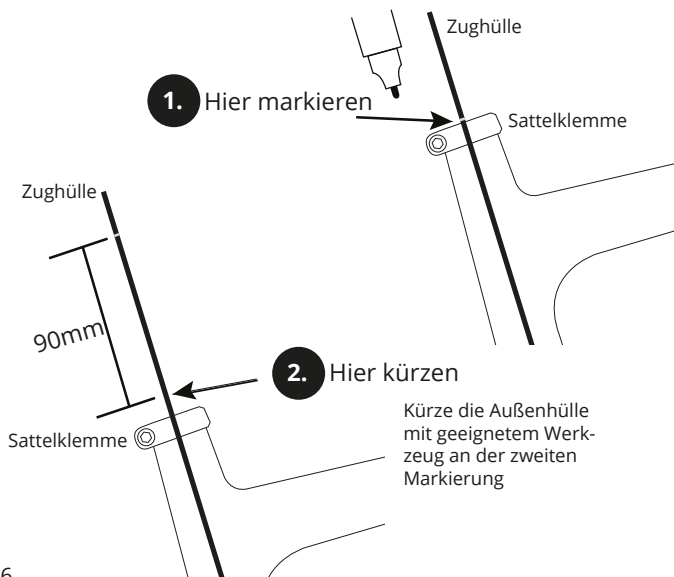 Zughülle
1. Hier markieren
Sattelklemme
Zughülle
90mm
2. Hier kürzen
Sattelklemme
Kürze die Außenhülle
mit geeignetem Werk-
zeug an der zweiten
Markierung
6